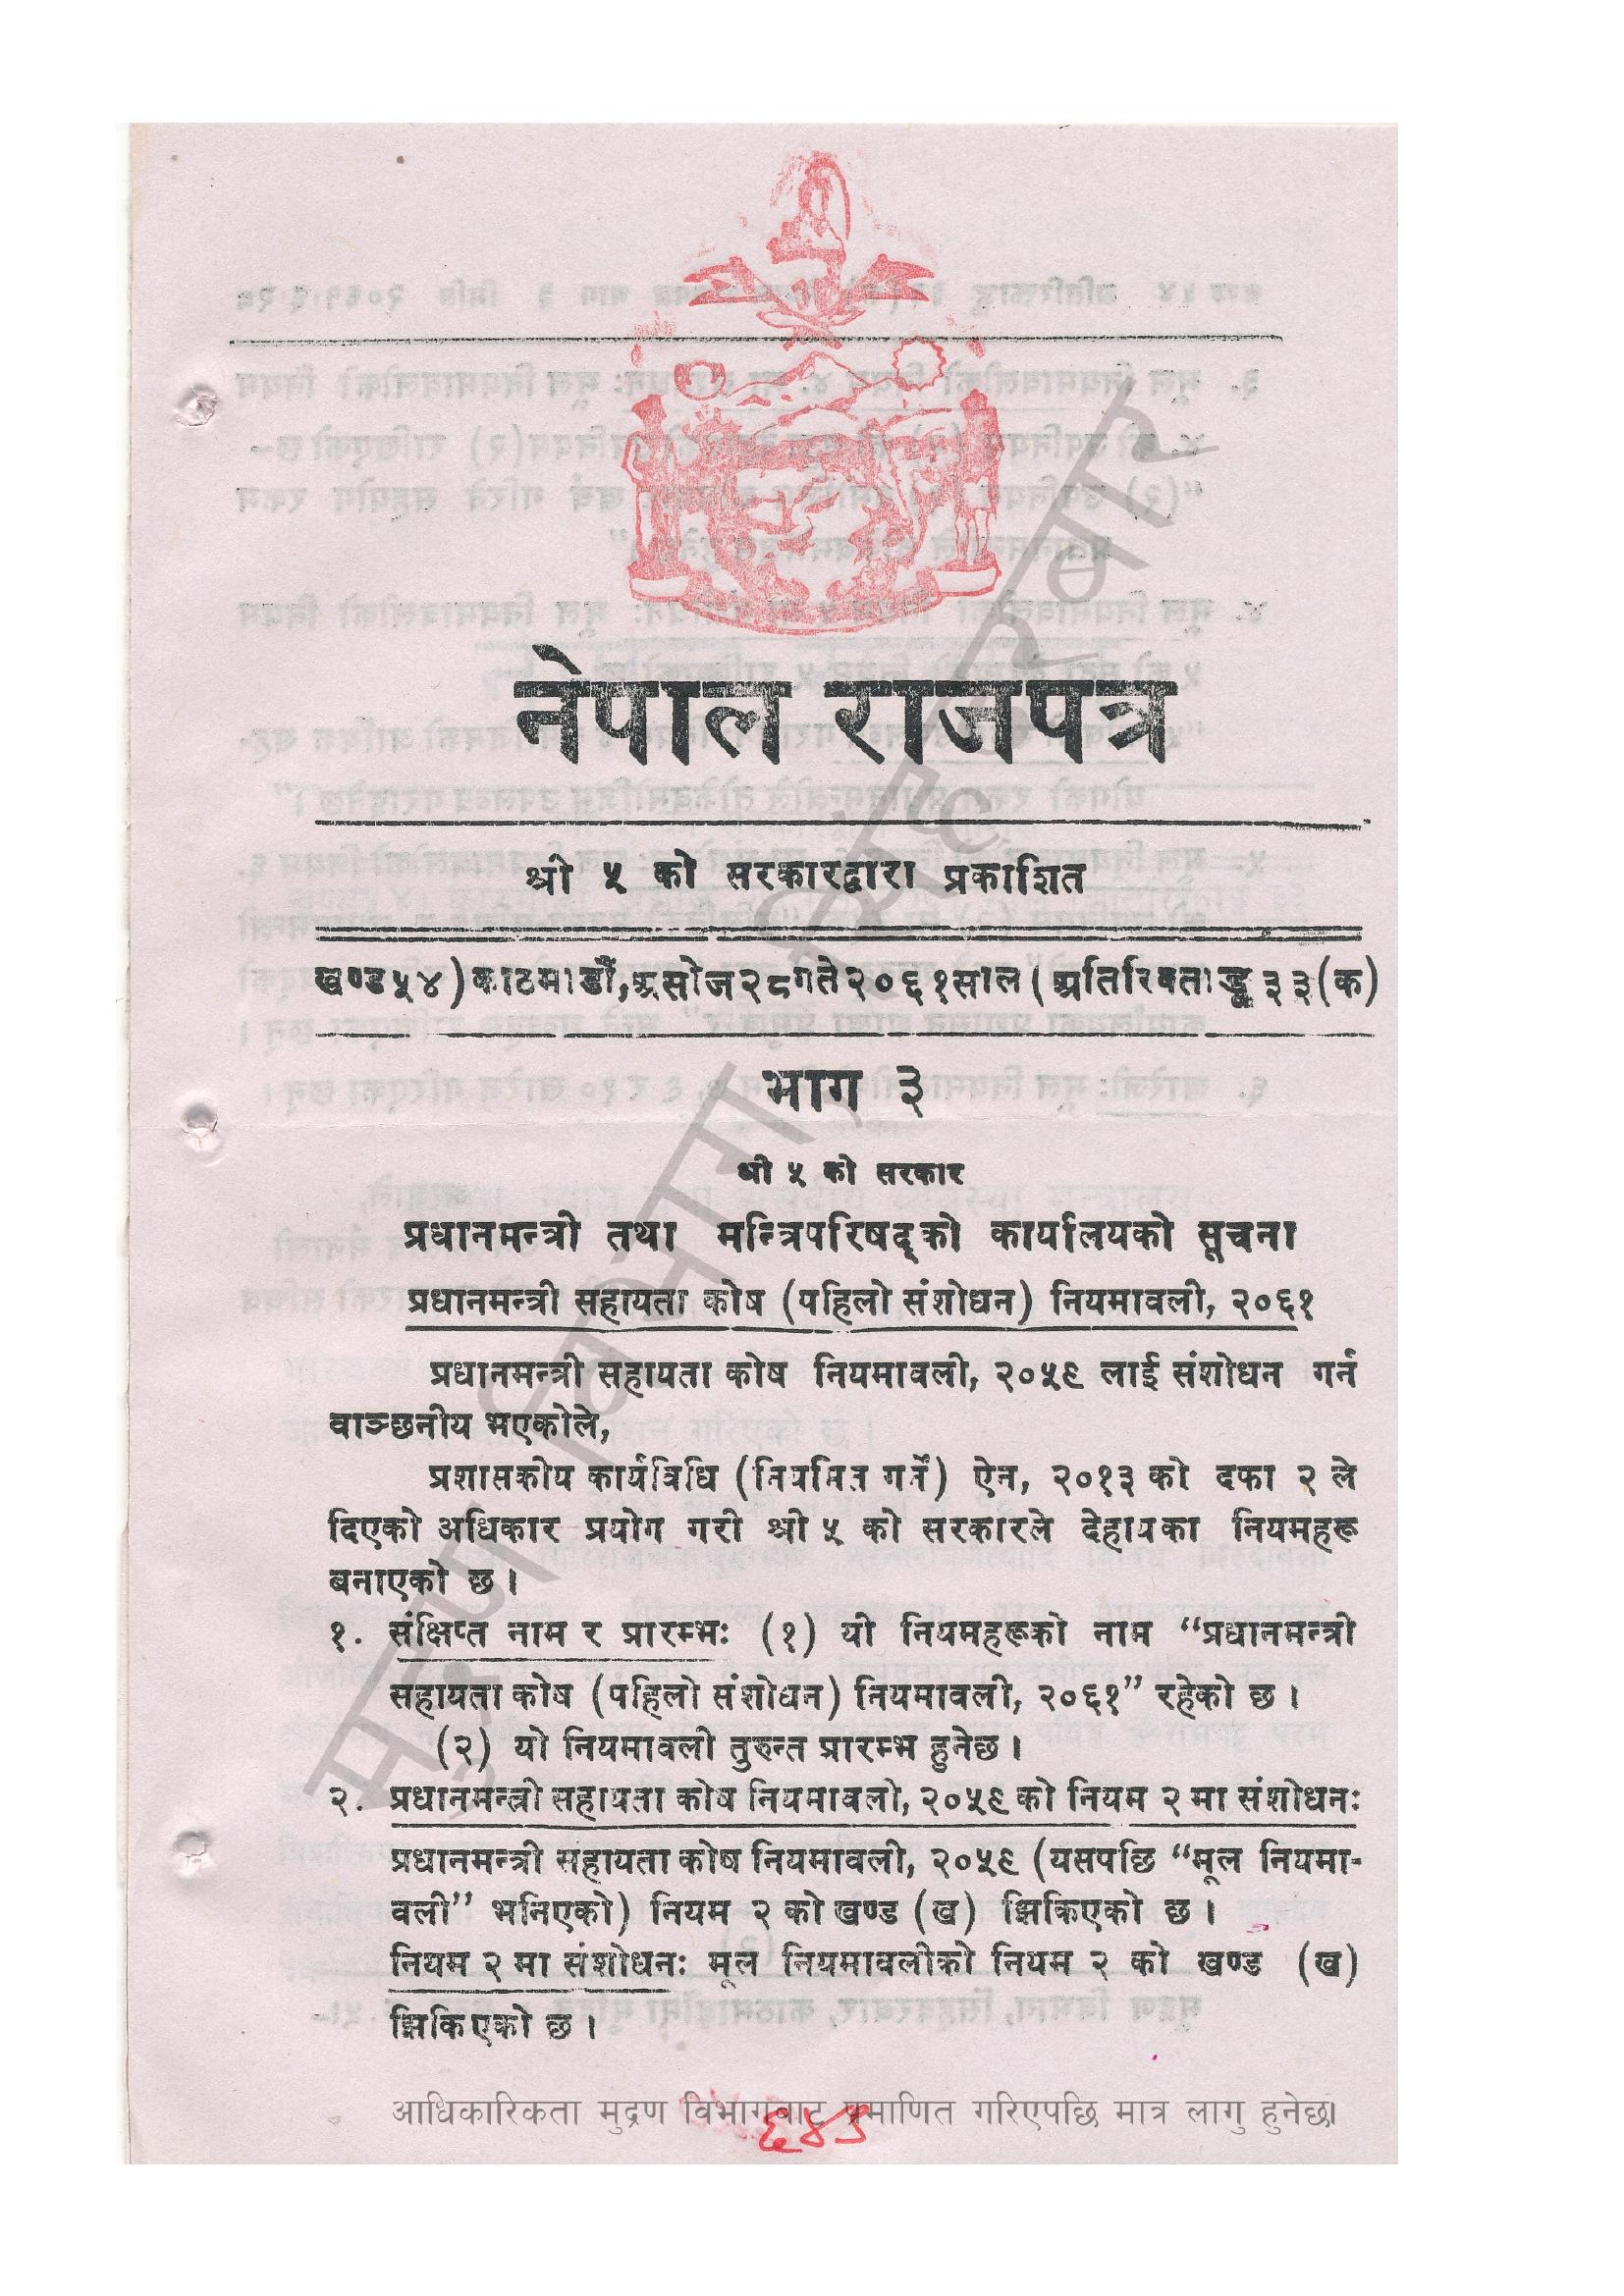 नेपाल राजपत्र
श्री ५ को सरकारद्वारा प्रकाशित
खण्ड ५४) काठमाडौं, असोज २८ गते २०६१ साल (अतिरिक्ताङ्क ३३ (क)
भाग ३
श्री ५ को सरकार
प्रधानमन्त्री तथा मन्त्रिपरिषद्को कार्यालयको सूचना
प्रधानमन्त्री सहायता कोष (पहिलो संशोधन) नियमावली, २०६१
प्रधानमन्त्री सहायता कोष नियमावली, २०५९ लाई संशोधन गर्न
वाञ्छनीय भएकोले,
प्रशासकीय कार्यविधि (नियमित गर्ने) ऐन, २०१३ को दफा २ ले
दिएको अधिकार प्रयोग गरी श्री ५ को सरकारले देहायका नियमहरू
बनाएको छ ।
१. संक्षिप्त नाम र प्रारम्भः (१) यी नियमहरूको नाम “प्रधानमन्त्री
सहायता कोष (पहिलो संशोधन) नियमावली, २०६१” रहेको छ ।
(२) यो नियमावली तुरुन्त प्रारम्भ हुनेछ ।
२. प्रधानमन्त्री सहायता कोष नियमावली, २०५९ को नियम २ मा संशोधनः
प्रधानमन्त्री सहायता कोष नियमावली, २०५९ (यसपछि “मूल नियमा-
वली” भनिएको) नियम २ को खण्ड (ख) झिकिएको छ ।
नियम २ मा संशोधनः मूल नियमावलीको नियम २ को खण्ड (ख)
झिकिएको छ ।
आधिकारिकता मुद्रण विभागबाट प्रमाणित गरिएपछि मात्र लागु हुनेछ।
मुद्रण विभाग, सिंहदरबार